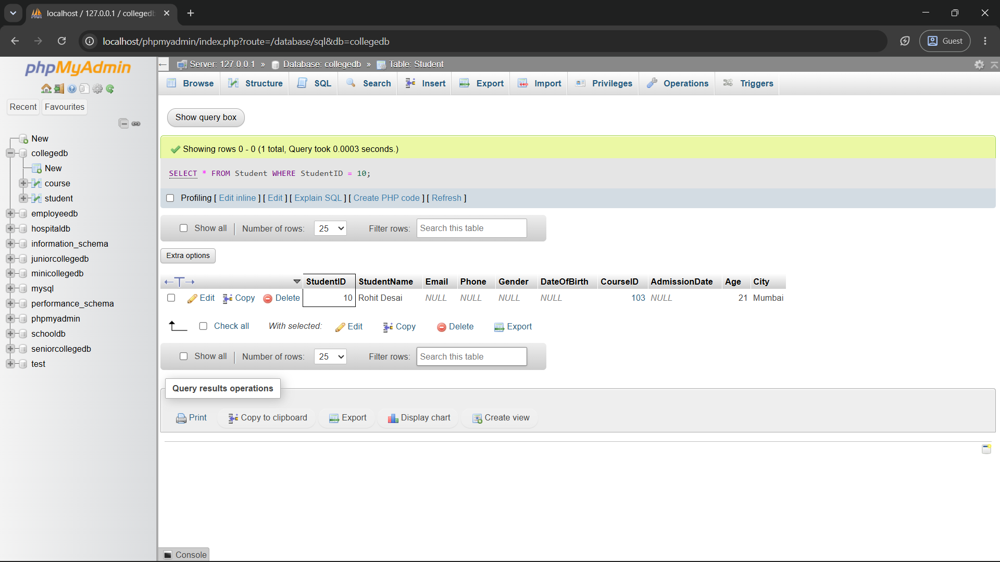 localhost / 127.0.0.1 / collegedb
localhost/phpmyadmin/index.php?route=/database/sql&db=collegedb
Guest
phpMyAdmin
Recent Favourites
New
collegedb
New
course
student
employeedb
hospitaldb
information_schema
juniorcollegedb
minicollegedb
mysql
performance_schema
phpmyadmin
schooldb
seniorcollegedb
test
Server: 127.0.0.1 » Database: collegedb » Table: Student
Browse Structure SQL Search Insert Export Import Privileges Operations Triggers
Show query box
Showing rows 0 - 0 (1 total, Query took 0.0003 seconds.)
SELECT * FROM Student WHERE StudentID = 10;
Profiling [ Edit inline ] [ Edit ] [ Explain SQL ] [ Create PHP code ] [ Refresh ]
Show all | Number of rows: 25 Filter rows: Search this table
Extra options
←T→ StudentID StudentName Email Phone Gender DateOfBirth CourseID AdmissionDate Age City
Edit Copy Delete 10 Rohit Desai NULL NULL NULL NULL 103 NULL 21 Mumbai
Check all With selected: Edit Copy Delete Export
Show all | Number of rows: 25 Filter rows: Search this table
Query results operations
Print Copy to clipboard Export Display chart Create view
Console